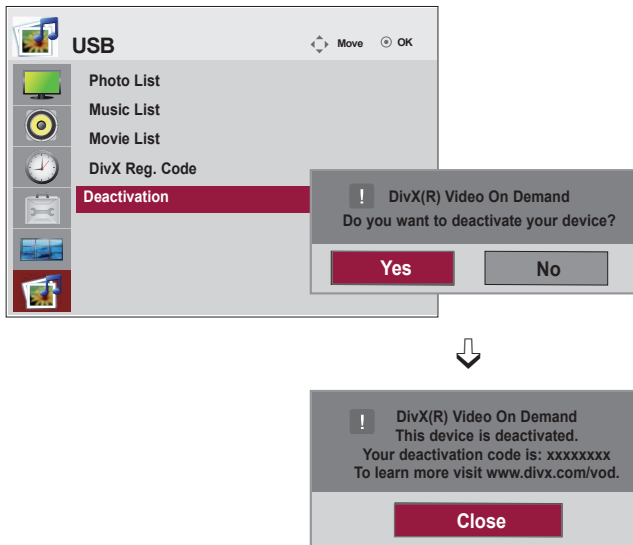 USB
Move
OK
Photo List
Music List
Movie List
DivX Reg. Code
Deactivation
! DivX(R) Video On Demand
Do you want to deactivate your device?
Yes
No
! DivX(R) Video On Demand
This device is deactivated.
Your deactivation code is: xxxxxxxx
To learn more visit www.divx.com/vod.
Close